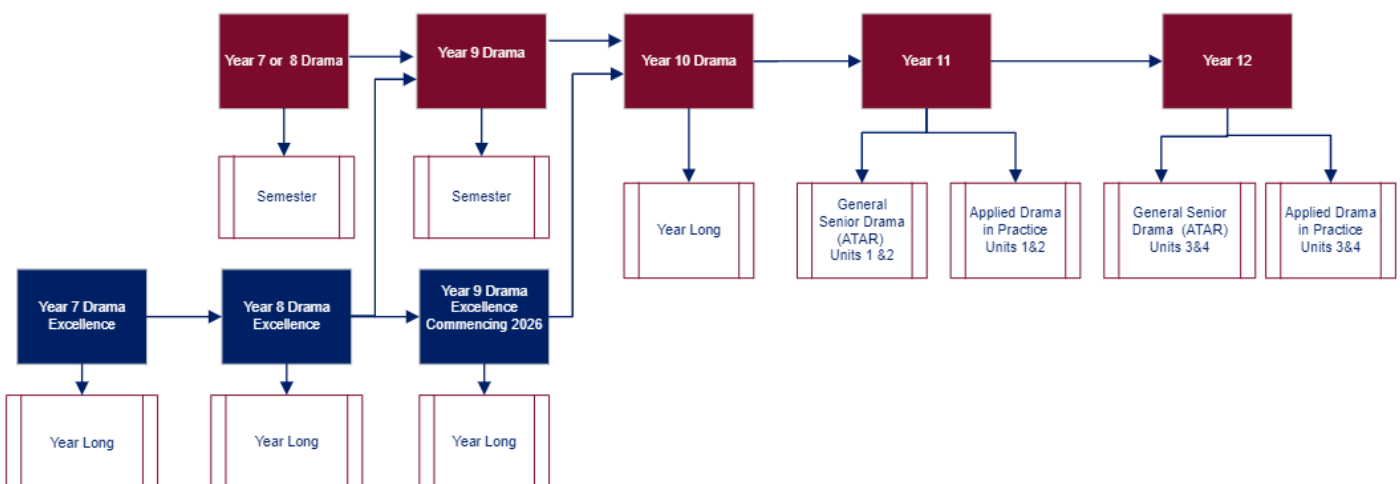 Year 7 or 8 Drama
Year 9 Drama
Year 10 Drama
Year 11
Year 12
Semester
Semester
Year Long
General
Senior Drama
(ATAR)
Units 1 &2
Applied Drama
in Practice
Units 1&2
General Senior
Drama (ATAR)
Units 3&4
Applied Drama
in Practice
Units 3&4
Year 7 Drama
Excellence
Year 8 Drama
Excellence
Year 9 Drama
Excellence
Commencing 2026
Year Long
Year Long
Year Long